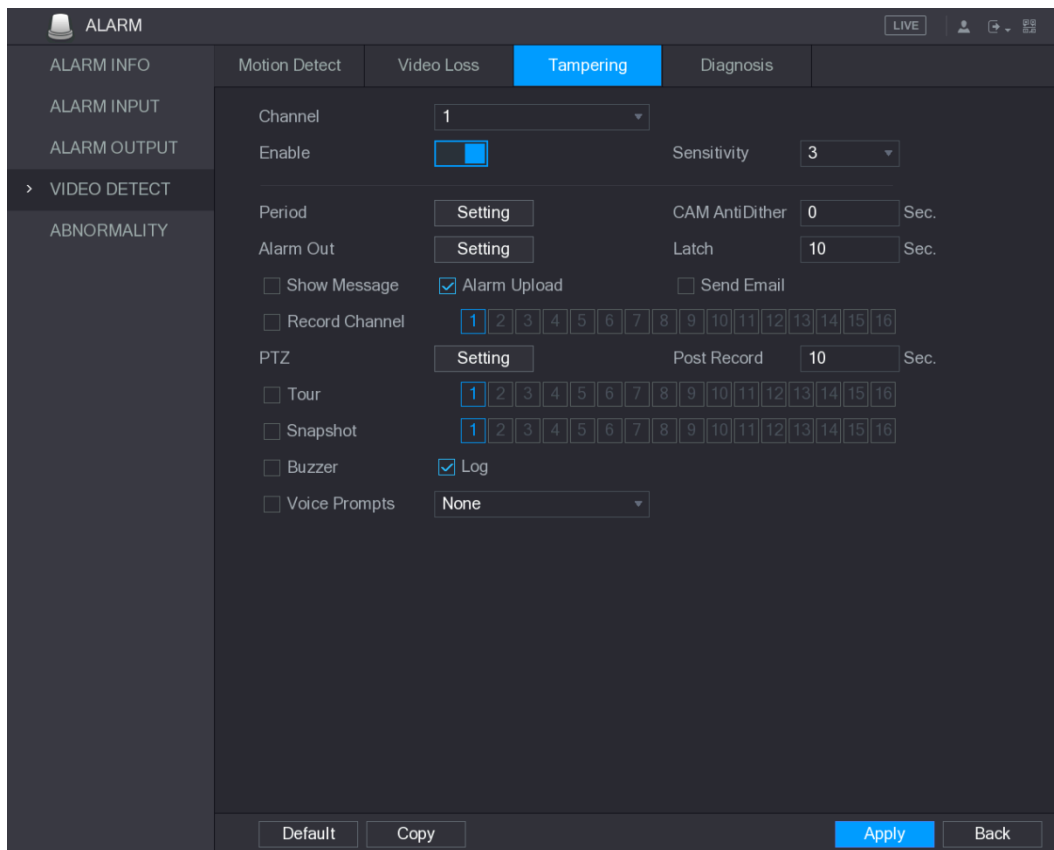 ALARM
LIVE
ALARM INFO
ALARM INPUT
ALARM OUTPUT
> VIDEO DETECT
ABNORMALITY
Motion Detect Video Loss Tampering Diagnosis
Channel 1
Enable Sensitivity 3
Period Setting CAM AntiDither 0 Sec.
Alarm Out Setting Latch 10 Sec.
Show Message Alarm Upload Send Email
Record Channel 1 2 3 4 5 6 7 8 9 10 11 12 13 14 15 16
PTZ Setting Post Record 10 Sec.
Tour 1 2 3 4 5 6 7 8 9 10 11 12 13 14 15 16
Snapshot 1 2 3 4 5 6 7 8 9 10 11 12 13 14 15 16
Buzzer Log
Voice Prompts None
Default Copy Apply Back